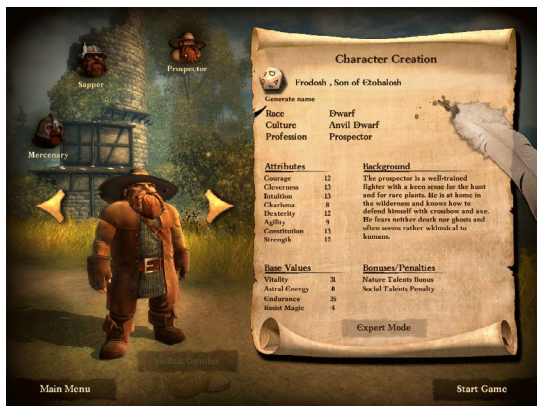 Prospector
Sapper
Mercenary
Character Creation
Frodosh , Son of Etobalosh
Generate name
Race Dwarf
Culture Anvil Dwarf
Profession Prospector
Attributes
Courage 12
Cleverness 13
Intuition 13
Charisma 8
Dexterity 12
Agility 9
Constitution 13
Strength 12
Background
The prospector is a well-trained
fighter with a keen sense for the hunt
and for rare plants. He is at home in
the wilderness and knows how to
defend himself with crossbow and axe.
He fears neither death nor ghosts and
often seems rather whimsical to
humans.
Base Values
Vitality 31
Astral Energy 0
Endurance 35
Resist Magic 4
Bonuses/Penalties
Nature Talents Bonus
Social Talents Penalty
Expert Mode
Switch Gender
Main Menu
Start Game